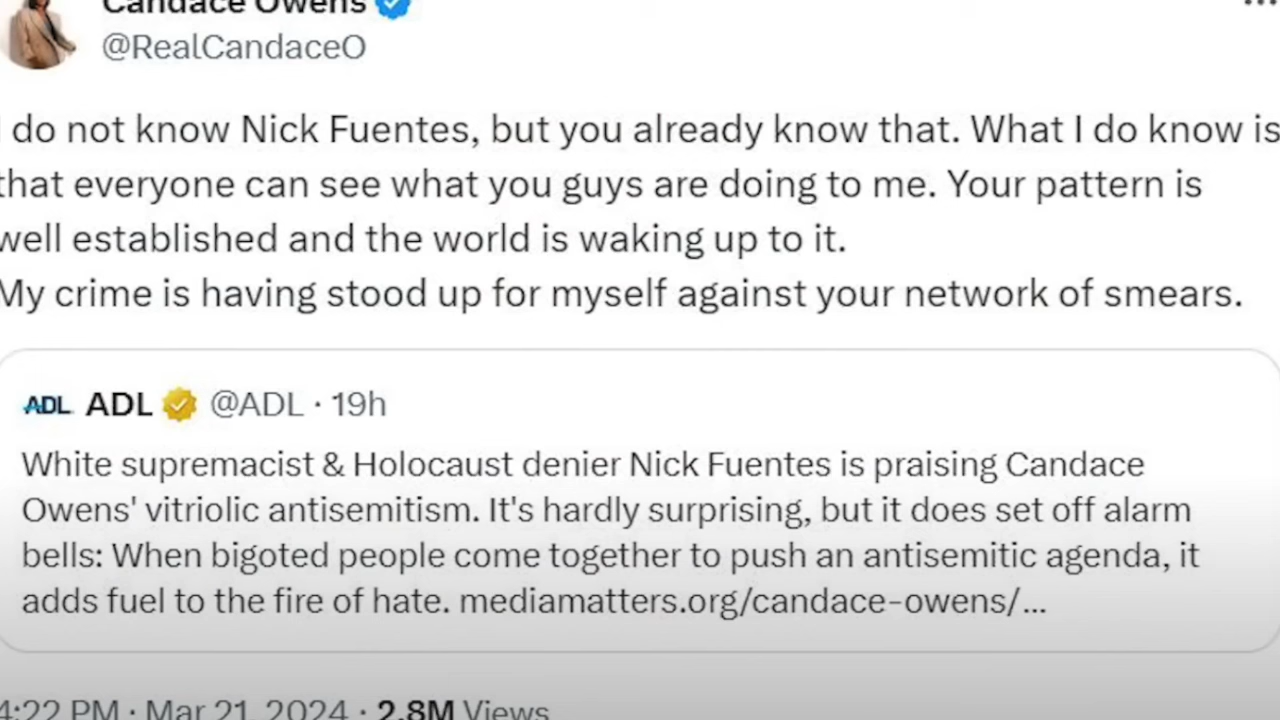 Candace Owens
@RealCandaceO
I do not know Nick Fuentes, but you already know that. What I do know is
that everyone can see what you guys are doing to me. Your pattern is
well established and the world is waking up to it.
My crime is having stood up for myself against your network of smears.
ADL ADL @ADL · 19h
White supremacist & Holocaust denier Nick Fuentes is praising Candace
Owens' vitriolic antisemitism. It's hardly surprising, but it does set off alarm
bells: When bigoted people come together to push an antisemitic agenda, it
adds fuel to the fire of hate. mediamatters.org/candace-owens/...
4:22 PM · Mar 21, 2024 · 2.8M Views